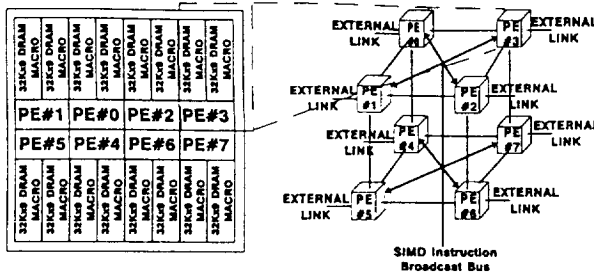 32Kx9 DRAM MACRO
32Kx9 DRAM MACRO
32Kx9 DRAM MACRO
32Kx9 DRAM MACRO
32Kx9 DRAM MACRO
32Kx9 DRAM MACRO
32Kx9 DRAM MACRO
32Kx9 DRAM MACRO
PE#1 PE#0 PE#2 PE#3
PE#5 PE#4 PE#6 PE#7
32Kx9 DRAM MACRO
32Kx9 DRAM MACRO
32Kx9 DRAM MACRO
32Kx9 DRAM MACRO
32Kx9 DRAM MACRO
32Kx9 DRAM MACRO
32Kx9 DRAM MACRO
32Kx9 DRAM MACRO
EXTERNAL
LINK
PE
PE
#3
EXTERNAL
LINK
EXTERNAL
LINK
PE
#1
PE
#2
EXTERNAL
LINK
EXTERNAL
LINK
PE
#4
PE
#7
EXTERNAL
LINK
EXTERNAL
LINK
PE
#5
PE
#6
EXTERNAL
LINK
SIMD Instruction
Broadcast Bus